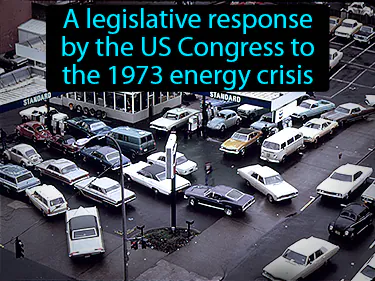 A legislative response
by the US Congress to
the 1973 energy crisis
STANDARD
STANDARD